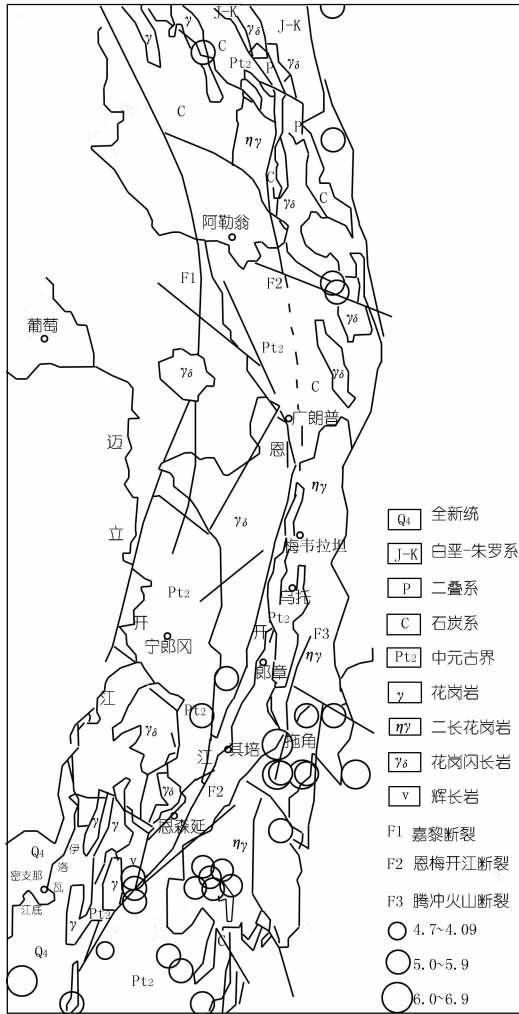 J-K
γ
γ
γδ
J-K
C
Pt₂
P
γδ
C
ηγ
P
C
γδ
C
阿勒翁
F1
F2
葡萄
Pt₂
γδ
γδ
γδ
C
广朗普
迈
恩
ηγ
γδ
立
梅韦拉坦
Pt₂
乌托
Pt₂
开
开
F3
宁郎冈
郎章
ηγ
江
Pt₂
γδ
江
其培
拖角
γδ
F2
γ
γ
恩森延
Q₄
伊
ηγ
洛
密支那
V
瓦
γ
江底
γ
Pt₂
C
Q₄
Pt₂
Q₄ 全新统
J-K 白垩-朱罗系
P 二叠系
C 石炭系
Pt₂ 中元古界
γ 花岗岩
ηγ 二长花岗岩
γδ 花岗闪长岩
V 辉长岩
F1 嘉黎断裂
F2 恩梅开江断裂
F3 腾冲火山断裂
4.7~4.09
5.0~5.9
6.0~6.9